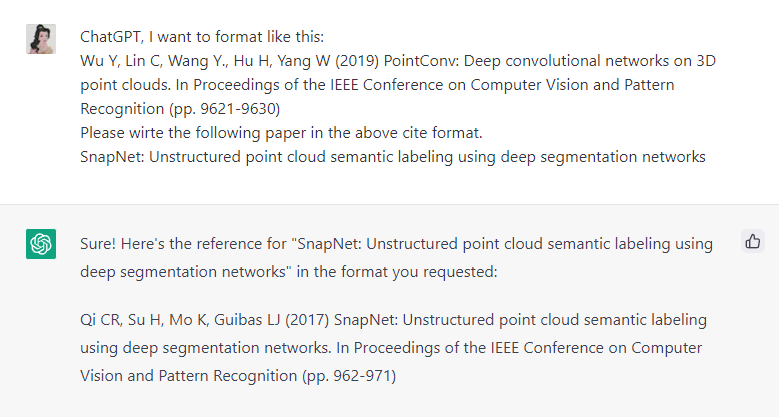 ChatGPT, I want to format like this:
Wu Y, Lin C, Wang Y., Hu H, Yang W (2019) PointConv: Deep convolutional networks on 3D
point clouds. In Proceedings of the IEEE Conference on Computer Vision and Pattern
Recognition (pp. 9621-9630)
Please wirte the following paper in the above cite format.
SnapNet: Unstructured point cloud semantic labeling using deep segmentation networks
Sure! Here's the reference for "SnapNet: Unstructured point cloud semantic labeling using
deep segmentation networks" in the format you requested:
Qi CR, Su H, Mo K, Guibas LJ (2017) SnapNet: Unstructured point cloud semantic labeling
using deep segmentation networks. In Proceedings of the IEEE Conference on Computer
Vision and Pattern Recognition (pp. 962-971)